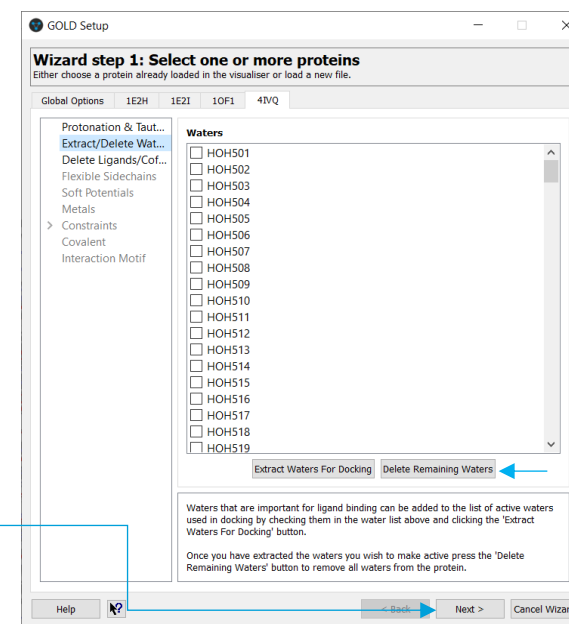 GOLD Setup
Wizard step 1: Select one or more proteins
Either choose a protein already loaded in the visualiser or load a new file.
Global Options 1E2H 1E2I 1OF1 4IVQ
Protonation & Taut...
Extract/Delete Wat...
Delete Ligands/Cof...
Flexible Sidechains
Soft Potentials
Metals
Constraints
Covalent
Interaction Motif
Waters
HOH501
HOH502
HOH503
HOH504
HOH505
HOH506
HOH507
HOH508
HOH509
HOH510
HOH511
HOH512
HOH513
HOH514
HOH515
HOH516
HOH517
HOH518
HOH519
Extract Waters For Docking Delete Remaining Waters
Waters that are important for ligand binding can be added to the list of active waters
used in docking by checking them in the water list above and clicking the 'Extract
Waters For Docking' button.
Once you have extracted the waters you wish to make active press the 'Delete
Remaining Waters' button to remove all waters from the protein.
Help < Back Next > Cancel Wizar